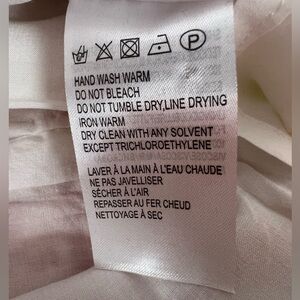 P
HAND WASH WARM
DO NOT BLEACH
DO NOT TUMBLE DRY,LINE DRYING
IRON WARM
DRY CLEAN WITH ANY SOLVENT
EXCEPT TRICHLOROETHYLENE
LAVER À LA MAIN À L'EAU CHAUDE
NE PAS JAVELLISER
SÉCHER À L'AIR
REPASSER AU FER CHEUD
NETTOYAGE À SEC